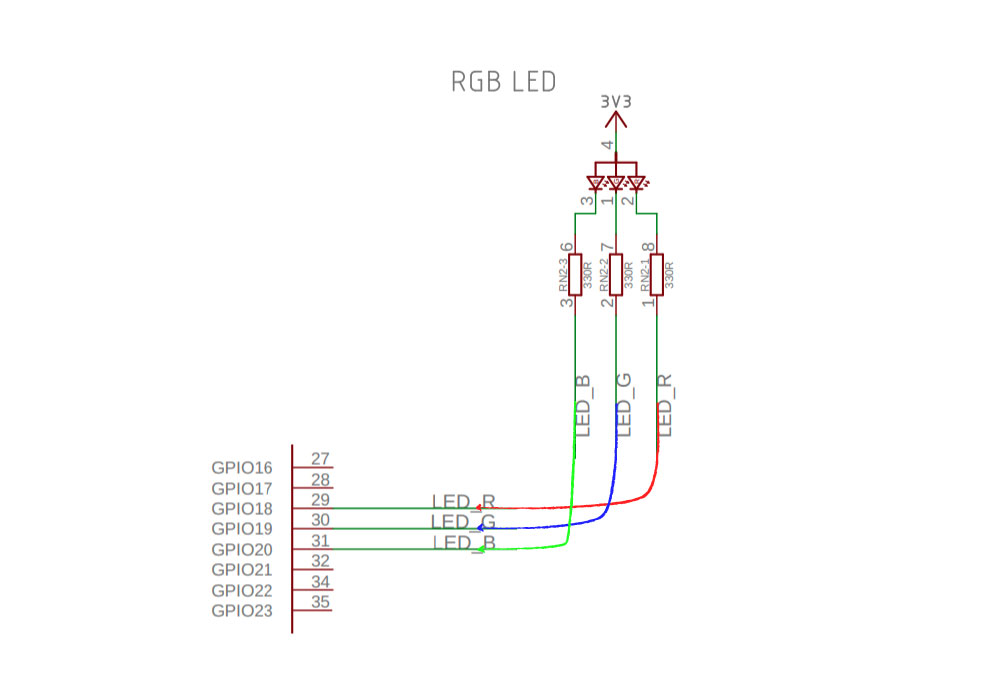 RGB LED
3V3
4
3 1 2
6 7 8
RN2-3 330R RN2-2 330R RN2-1 330R
3 2 1
LED_B LED_G LED_R
GPIO16 27
GPIO17 28
GPIO18 29 LED_R
GPIO19 30 LED_G
GPIO20 31 LED_B
GPIO21 32
GPIO22 34
GPIO23 35